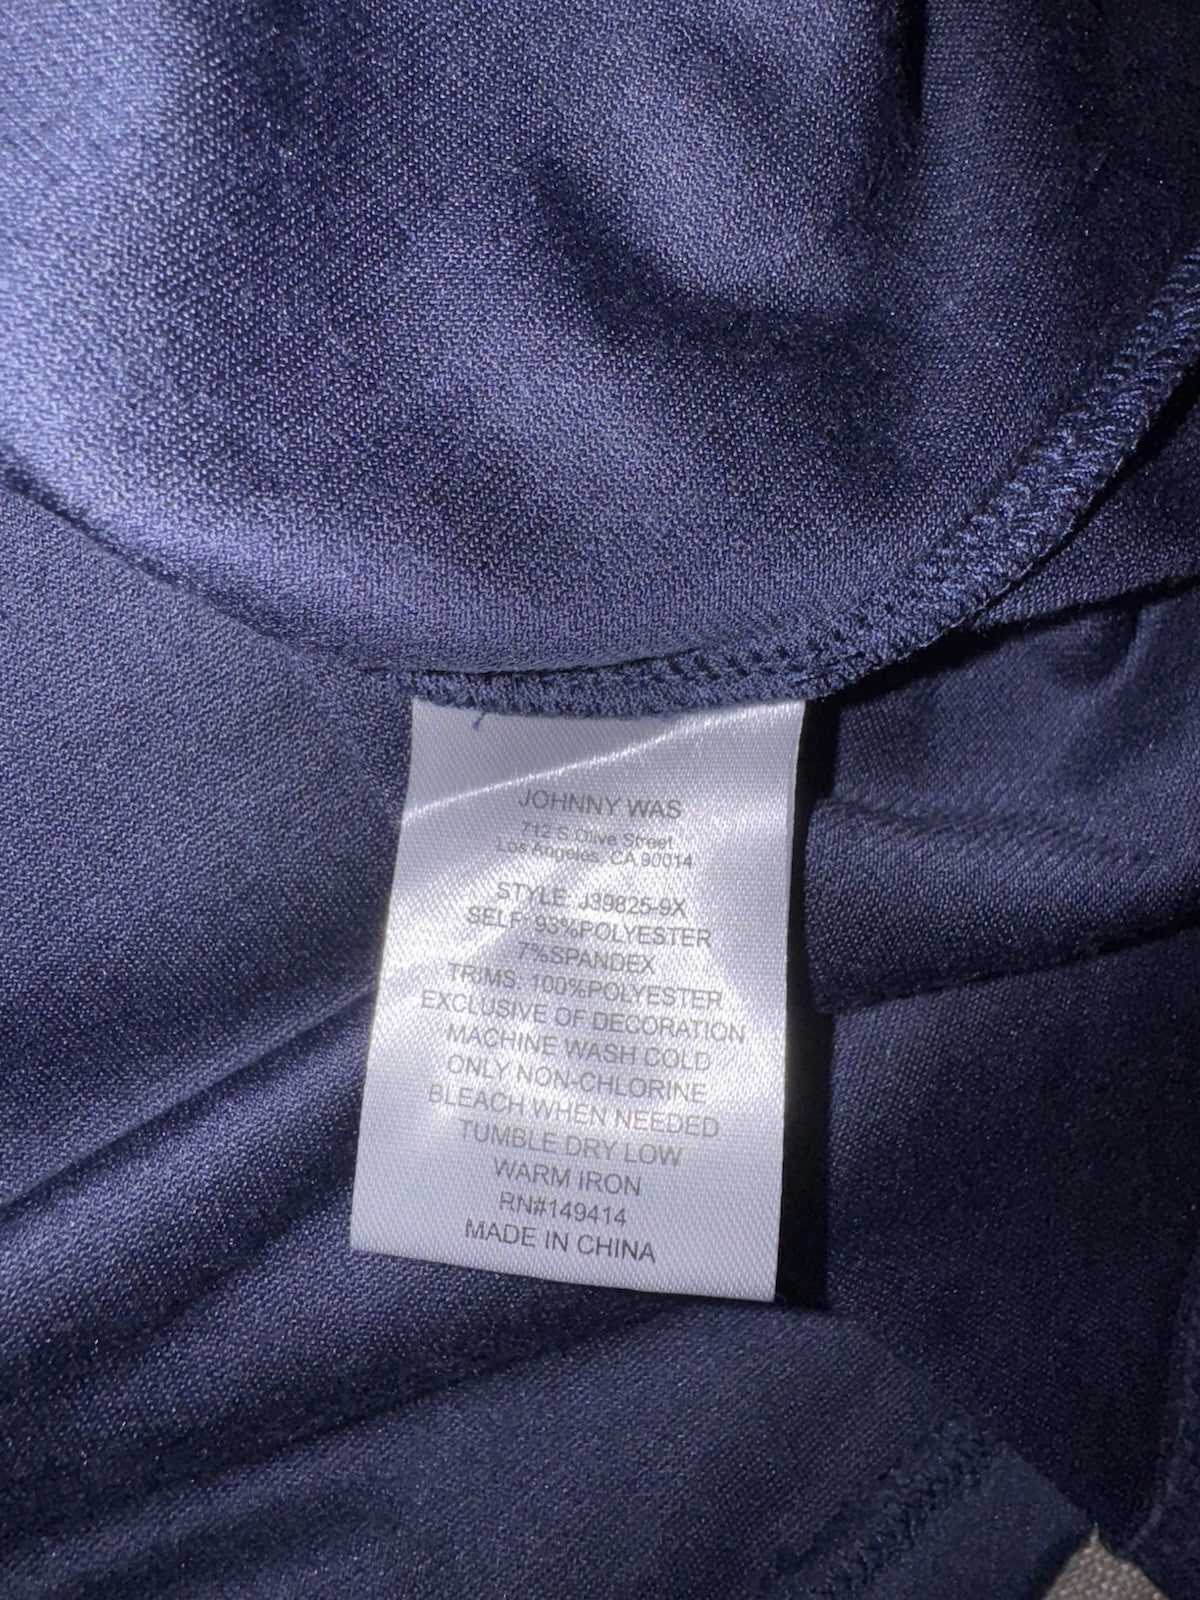 JOHNNY WAS
712 S Olive Street
Los Angeles, CA 90014
STYLE: J39825-9X
SELF: 93%POLYESTER
7%SPANDEX
TRIMS: 100%POLYESTER
EXCLUSIVE OF DECORATION
MACHINE WASH COLD
ONLY NON-CHLORINE
BLEACH WHEN NEEDED
TUMBLE DRY LOW
WARM IRON
RN#149414
MADE IN CHINA